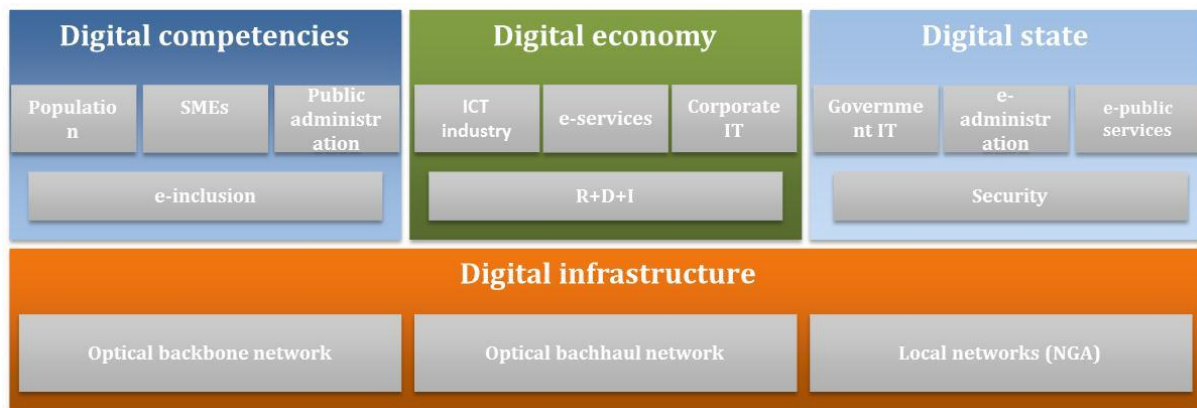 Digital competencies
Populatio
n
SMEs
Public
administr
ation
e-inclusion
Digital economy
ICT
industry
e-services
Corporate
IT
R+D+I
Digital state
Governme
nt IT
e-
administr
ation
e-public
services
Security
Digital infrastructure
Optical backbone network
Optical bachhaul network
Local networks (NGA)